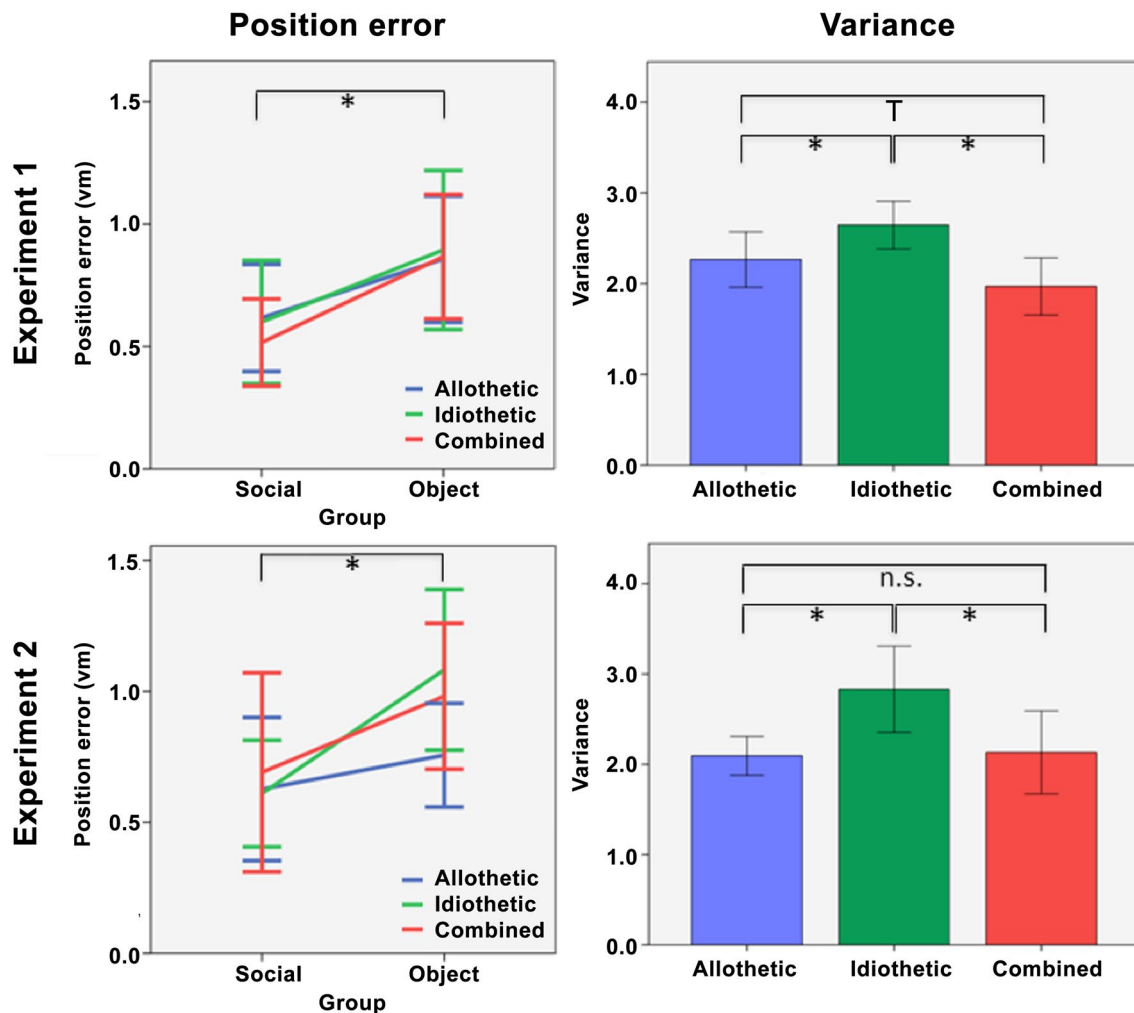 Position error
Variance
Experiment 1
Position error (vm)
1.5
1.0
0.5
0.0
*
Allothetic
Idiothetic
Combined
Social
Object
Group
Variance
4.0
3.0
2.0
1.0
0.0
T
*
*
Allothetic
Idiothetic
Combined
Experiment 2
Position error (vm)
1.5
1.0
0.5
0.0
*
Allothetic
Idiothetic
Combined
Social
Object
Group
Variance
4.0
3.0
2.0
1.0
0.0
n.s.
*
*
Allothetic
Idiothetic
Combined